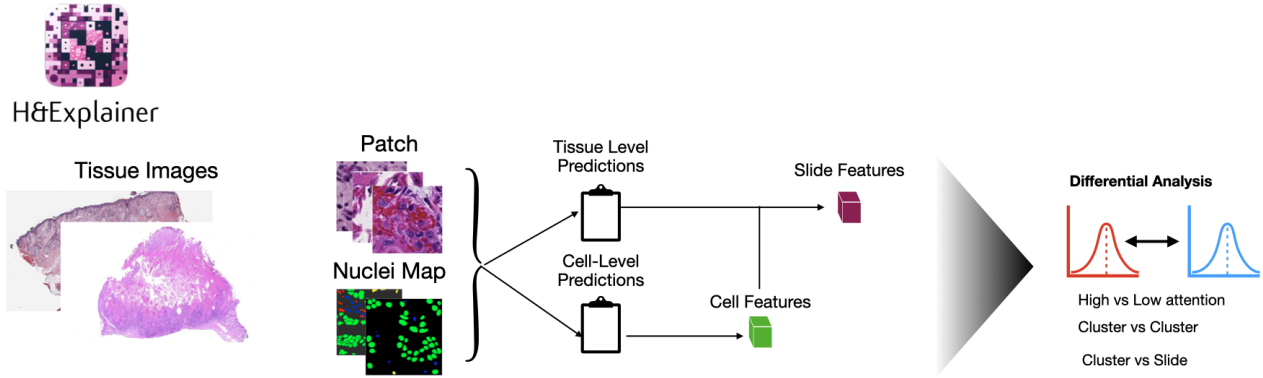 H&Explainer
Tissue Images
Patch
Nuclei Map
Tissue Level
Predictions
Cell-Level
Predictions
Slide Features
Cell Features
Differential Analysis
High vs Low attention
Cluster vs Cluster
Cluster vs Slide